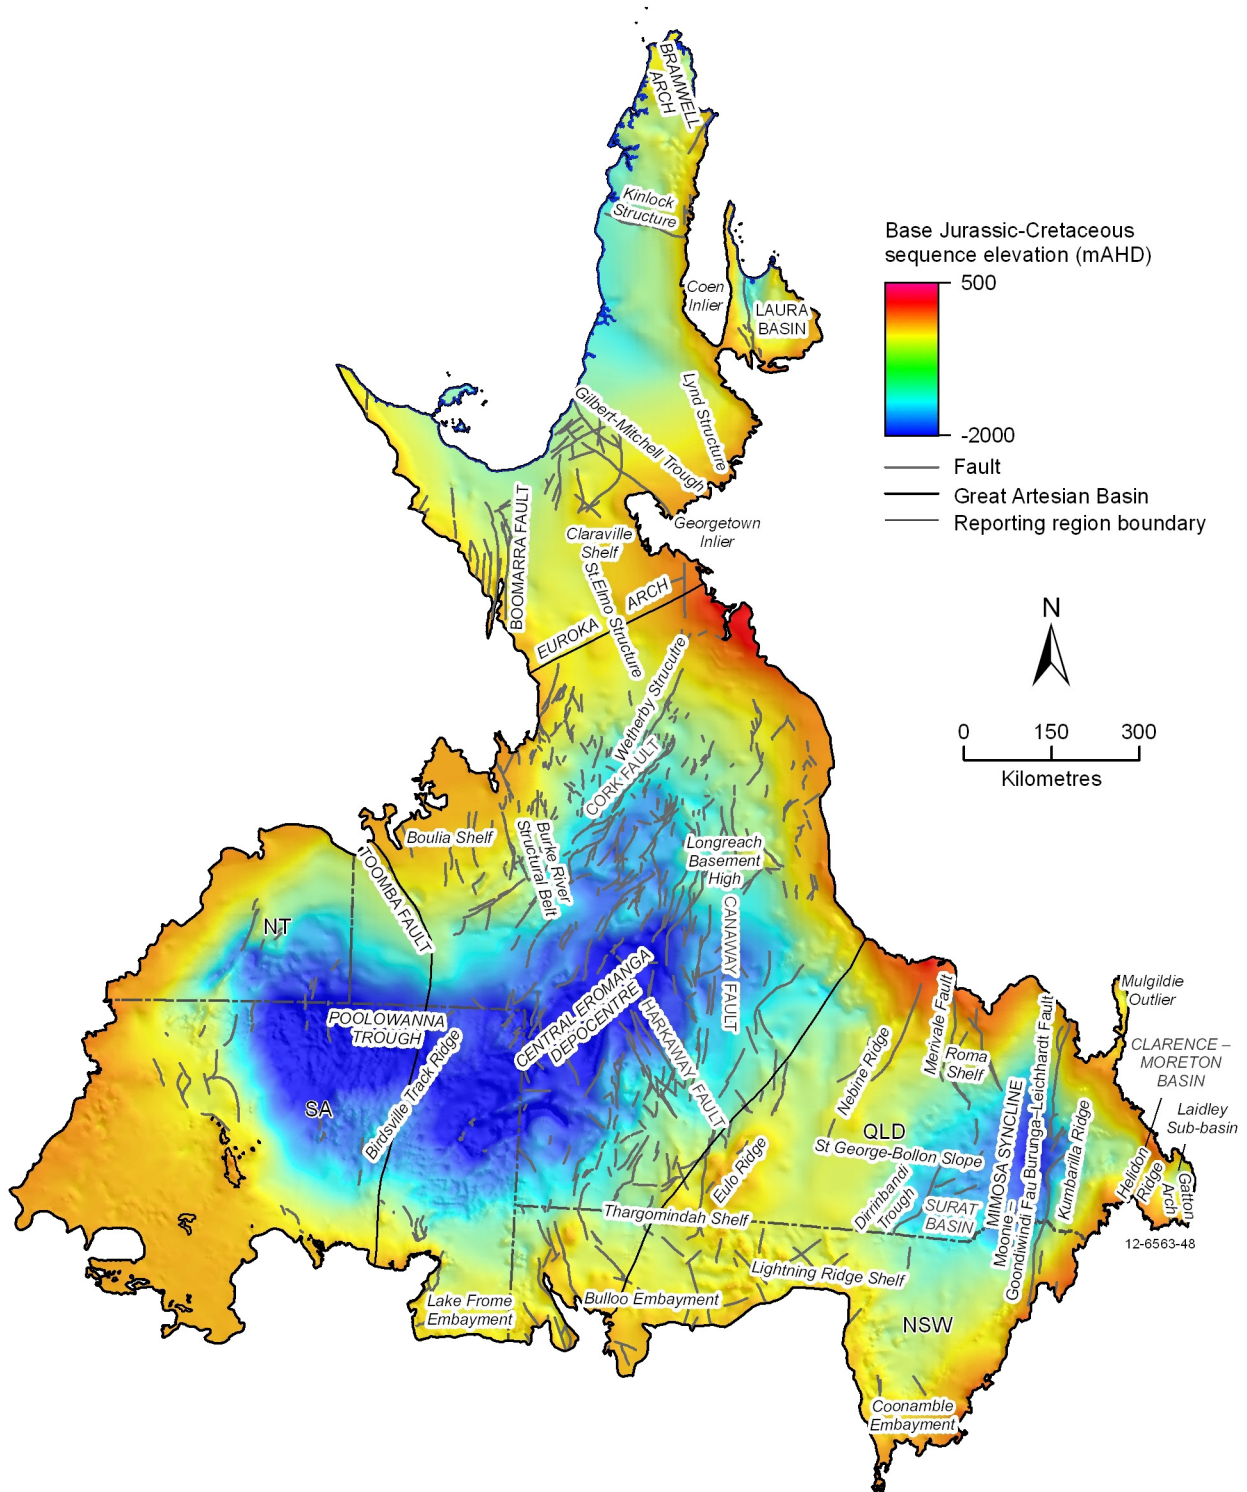 BRAMWELL
ARCH
Kinlock
Structure
Coen
Inlier
LAURA
BASIN
Base Jurassic-Cretaceous
sequence elevation (mAHD)
500
-2000
Fault
Great Artesian Basin
Reporting region boundary
Lynd Structure
Gilbert-Mitchell Trough
Georgetown
Inlier
Claraville
Shelf
BOOMARRA FAULT
St.Elmo Structure
EUROKA ARCH
N
0 150 300
Kilometres
Wetherby Strucutre
CORK FAULT
Boulia Shelf
Burke River
Structural Belt
Longreach
Basement
High
TOOMBA FAULT
CANAWAY FAULT
NT
CENTRAL EROMANGA
DEPOCENTRE
HARKAWAY FAULT
POOLOWANNA
TROUGH
Birdsville Track Ridge
SA
Nebine Ridge
Merivale Fault
Roma
Shelf
Mulgildie
Outlier
CLARENCE –
MORETON
BASIN
Laidley
Sub-basin
QLD
St George-Bollon Slope
MIMOSA SYNCLINE
Moonie –
Goondiwindi Fau
Burunga–Leichhardt Fault
Kumbarilla Ridge
Helidon
Ridge
Gatton
Arch
Eulo Ridge
Dirrinbandi
Trough
SURAT
BASIN
Thargomindah Shelf
12-6563-48
Lightning Ridge Shelf
Lake Frome
Embayment
Bulloo Embayment
NSW
Coonamble
Embayment